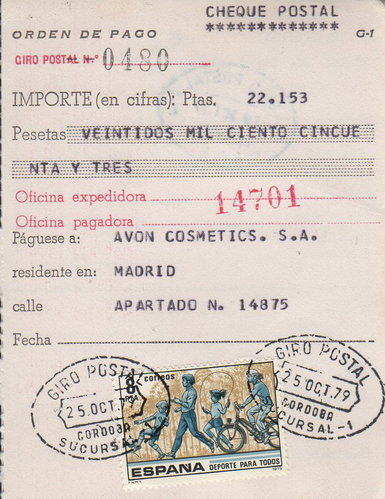 CHEQUE POSTAL
*************
ORDEN DE PAGO G-1
GIRO POSTAL N.º 0480
IMPORTE (en cifras): Ptas. 22.153
Pesetas VEINTIDOS MIL CIENTO CINCUE
NTA Y TRES
Oficina expedidora 14701
Oficina pagadora
Páguese a: AVON COSMETICS. S.A.
residente en: MADRID
calle APARTADO N. 14875
Fecha
GIRO POSTAL
25 OCT.79
CORDOBA
SUCURSAL-1
GIRO POSTAL
25 OCT.79
CORDOBA
SUCURSAL-1
8 PTA
correos
ESPAÑA DEPORTE PARA TODOS